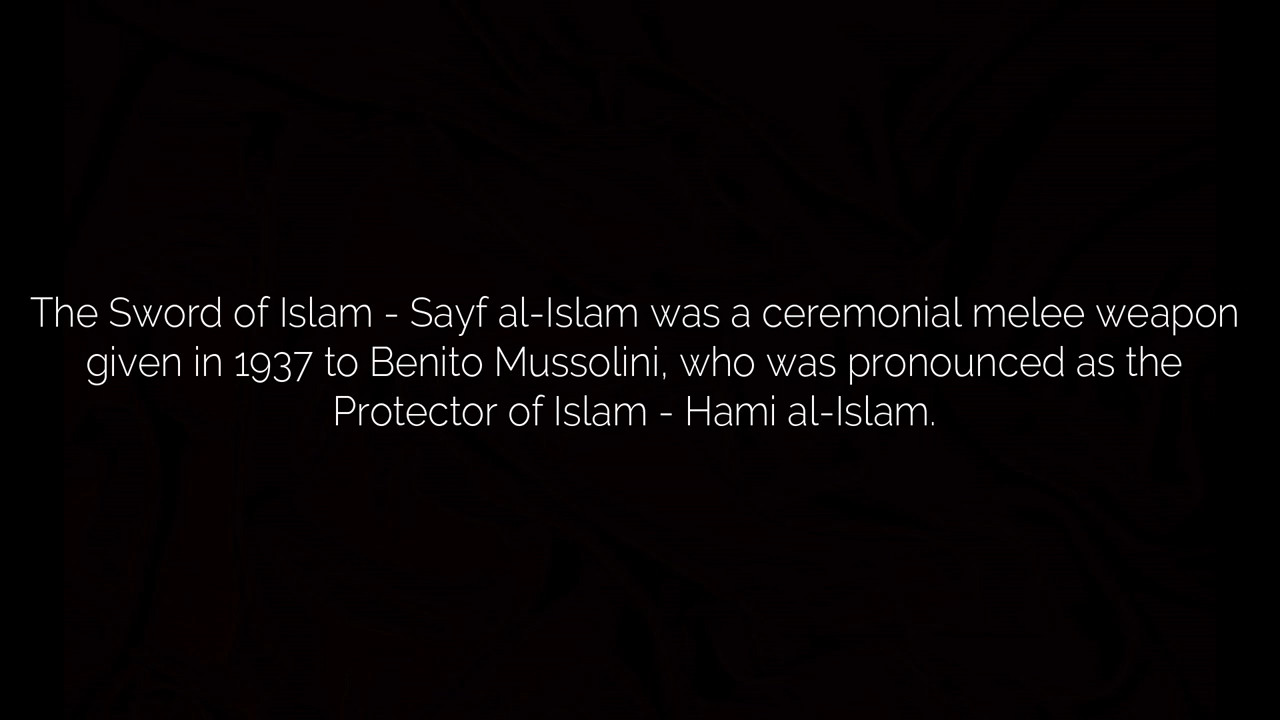 The Sword of Islam - Sayf al-Islam was a ceremonial melee weapon
given in 1937 to Benito Mussolini, who was pronounced as the
Protector of Islam - Hami al-Islam.